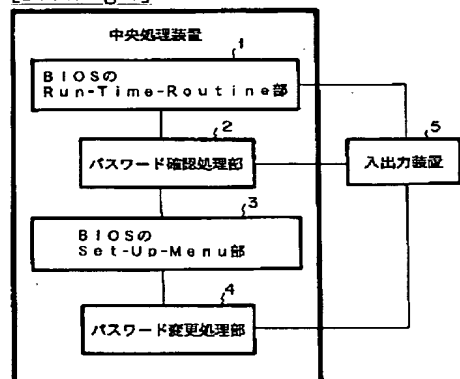 中央処理装置
1
BIOSの
Run-Time-Routine部
2
パスワード確認処理部
5
入出力装置
3
BIOSの
Set-Up-Menu部
4
パスワード変更処理部